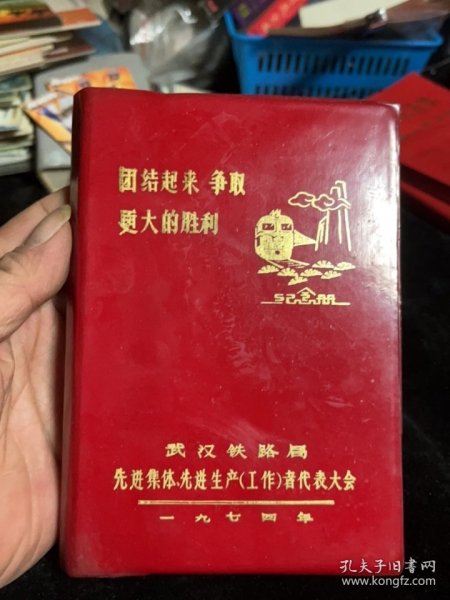 团结起来 争取
更大的胜利
纪念册
武汉铁路局
先进集体、先进生产(工作)者代表大会
一九七四年
孔夫子旧书网
www.kongfz.com